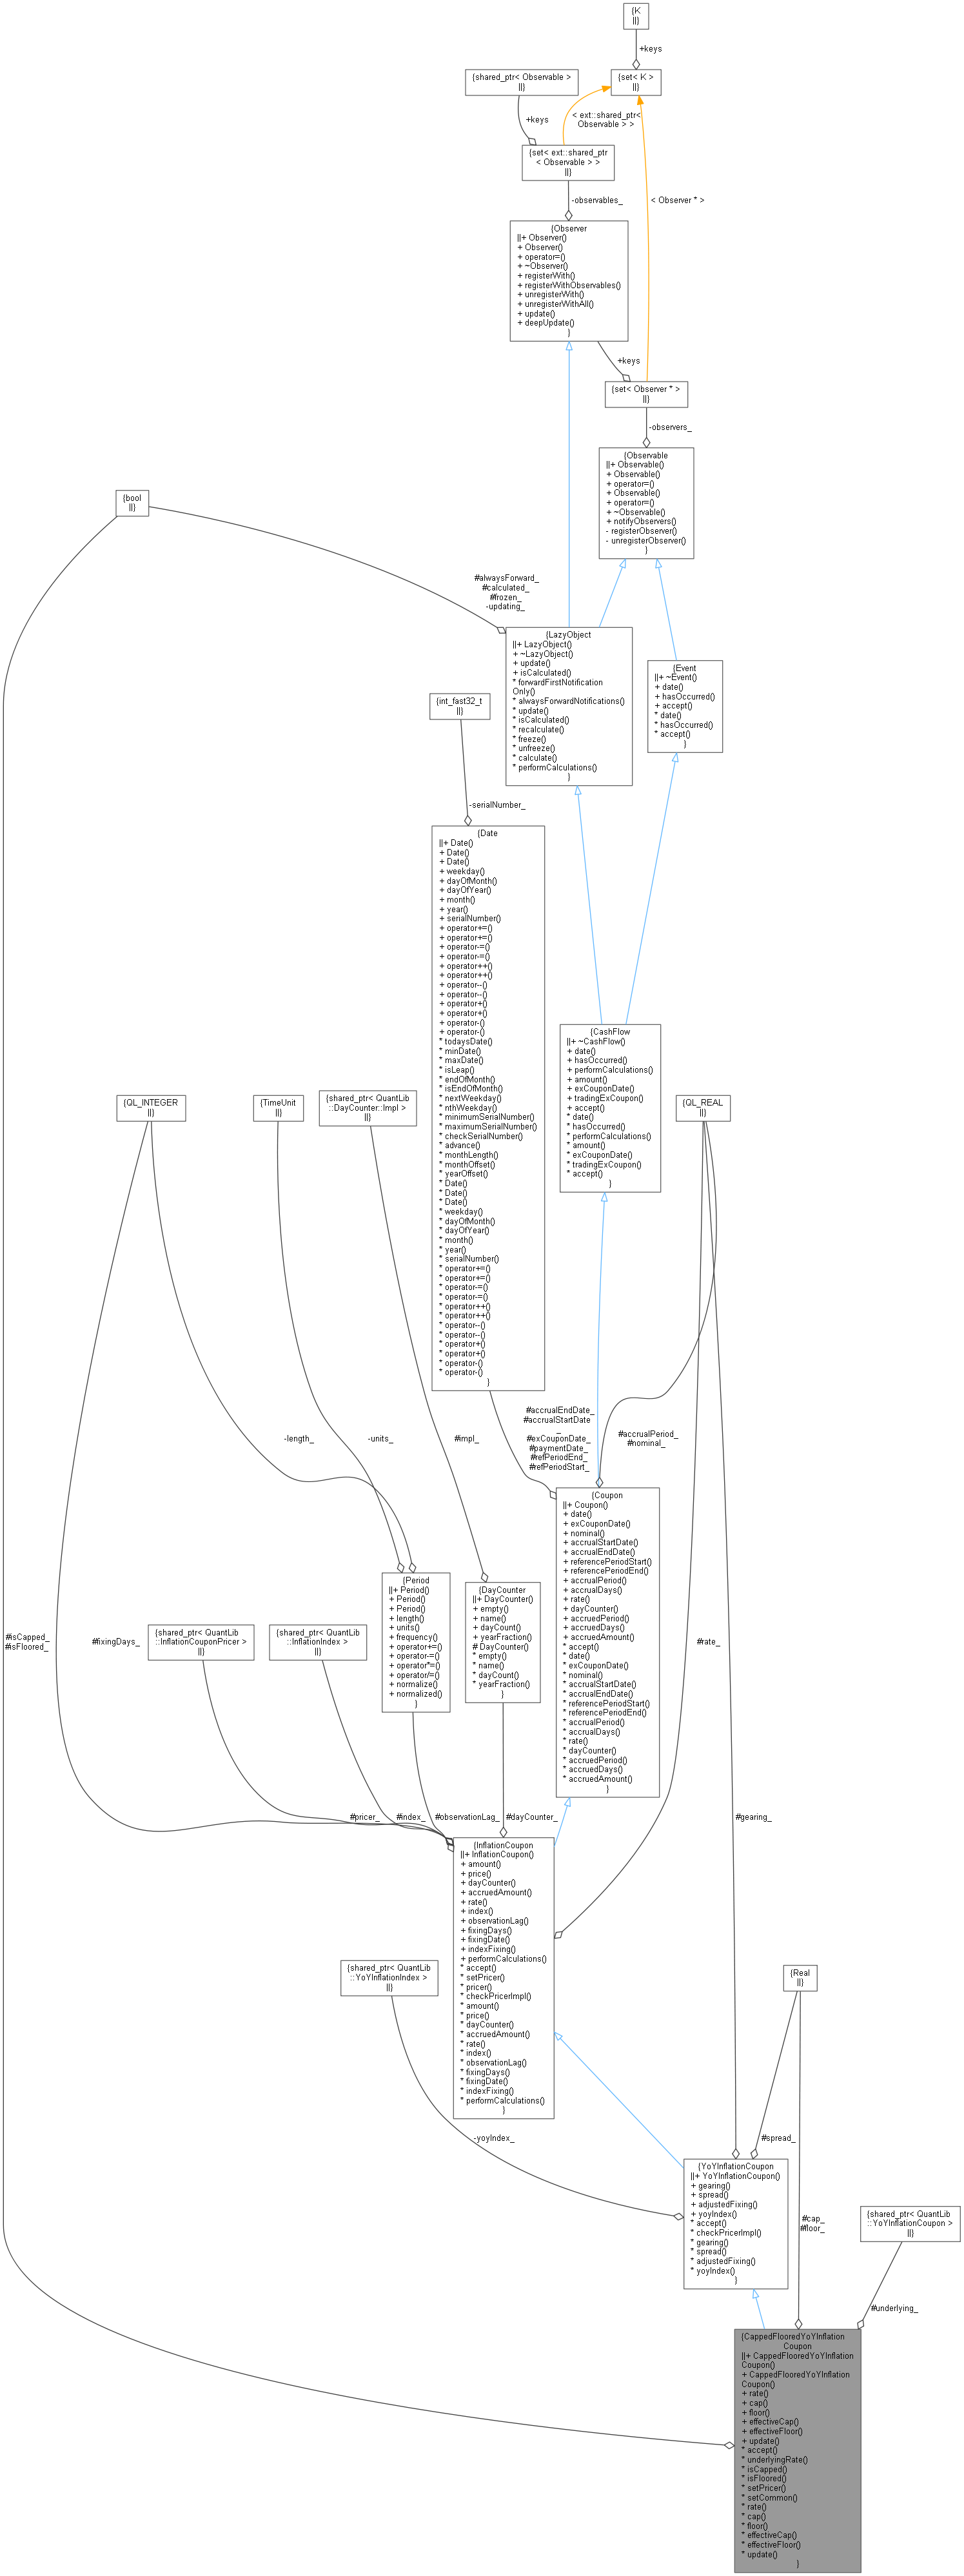 {K
||}
+keys
{shared_ptr< Observable >
||}
{set< K >
||}
+keys
< ext::shared_ptr<
Observable > >
{set< ext::shared_ptr
< Observable > >
||}
-observables_
< Observer * >
{Observer
||+ Observer()
+ Observer()
+ operator=()
+ ~Observer()
+ registerWith()
+ registerWithObservables()
+ unregisterWith()
+ unregisterWithAll()
+ update()
+ deepUpdate()
}
+keys
{set< Observer * >
||}
-observers_
{Observable
||+ Observable()
+ Observable()
+ operator=()
+ Observable()
+ operator=()
+ ~Observable()
+ notifyObservers()
- registerObserver()
- unregisterObserver()
}
{bool
||}
#alwaysForward_
#calculated_
#frozen_
-updating_
{LazyObject
||+ LazyObject()
+ ~LazyObject()
+ update()
+ isCalculated()
* forwardFirstNotification
Only()
* alwaysForwardNotifications()
* update()
* isCalculated()
* recalculate()
* freeze()
* unfreeze()
* calculate()
* performCalculations()
}
{Event
||+ ~Event()
+ date()
+ hasOccurred()
+ accept()
* date()
* hasOccurred()
* accept()
}
{int_fast32_t
||}
-serialNumber_
{Date
||+ Date()
+ Date()
+ Date()
+ weekday()
+ dayOfMonth()
+ dayOfYear()
+ month()
+ year()
+ serialNumber()
+ operator+=()
+ operator+=()
+ operator-=()
+ operator-=()
+ operator++()
+ operator++()
+ operator--()
+ operator--()
+ operator+()
+ operator+()
+ operator-()
+ operator-()
* todaysDate()
* minDate()
* maxDate()
* isLeap()
* endOfMonth()
* isEndOfMonth()
* nextWeekday()
* nthWeekday()
* minimumSerialNumber()
* maximumSerialNumber()
* checkSerialNumber()
* advance()
* monthLength()
* monthOffset()
* yearOffset()
* Date()
* Date()
* Date()
* weekday()
* dayOfMonth()
* dayOfYear()
* month()
* year()
* serialNumber()
* operator+=()
* operator+=()
* operator-=()
* operator-=()
* operator++()
* operator++()
* operator--()
* operator--()
* operator+()
* operator+()
* operator-()
* operator-()
}
{CashFlow
||+ ~CashFlow()
+ date()
+ hasOccurred()
+ performCalculations()
+ amount()
+ exCouponDate()
+ tradingExCoupon()
+ accept()
* date()
* hasOccurred()
* performCalculations()
* amount()
* exCouponDate()
* tradingExCoupon()
* accept()
}
{QL_INTEGER
||}
{TimeUnit
||}
{shared_ptr< QuantLib
::DayCounter::Impl >
||}
{QL_REAL
||}
-length_
-units_
#impl_
#accrualEndDate_
#accrualStartDate
_
#exCouponDate_
#paymentDate_
#refPeriodEnd_
#refPeriodStart_
#accrualPeriod_
#nominal_
{Coupon
||+ Coupon()
+ date()
+ exCouponDate()
+ nominal()
+ accrualStartDate()
+ accrualEndDate()
+ referencePeriodStart()
+ referencePeriodEnd()
+ accrualPeriod()
+ accrualDays()
+ rate()
+ dayCounter()
+ accruedPeriod()
+ accruedDays()
+ accruedAmount()
* accept()
* date()
* exCouponDate()
* nominal()
* accrualStartDate()
* accrualEndDate()
* referencePeriodStart()
* referencePeriodEnd()
* accrualPeriod()
* accrualDays()
* rate()
* dayCounter()
* accruedPeriod()
* accruedDays()
* accruedAmount()
}
{Period
||+ Period()
+ Period()
+ Period()
+ length()
+ units()
+ frequency()
+ operator+=()
+ operator-=()
+ operator*=()
+ operator/=()
+ normalize()
+ normalized()
}
{DayCounter
||+ DayCounter()
+ empty()
+ name()
+ dayCount()
+ yearFraction()
# DayCounter()
* empty()
* name()
* dayCount()
* yearFraction()
}
#isCapped_
#isFloored_
#fixingDays_
{shared_ptr< QuantLib
::InflationCouponPricer >
||}
{shared_ptr< QuantLib
::InflationIndex >
||}
#rate_
#pricer_
#index_
#observationLag_
#dayCounter_
#gearing_
{InflationCoupon
||+ InflationCoupon()
+ amount()
+ price()
+ dayCounter()
+ accruedAmount()
+ rate()
+ index()
+ observationLag()
+ fixingDays()
+ fixingDate()
+ indexFixing()
+ performCalculations()
* accept()
* setPricer()
* pricer()
* checkPricerImpl()
* amount()
* price()
* dayCounter()
* accruedAmount()
* rate()
* index()
* observationLag()
* fixingDays()
* fixingDate()
* indexFixing()
* performCalculations()
}
{shared_ptr< QuantLib
::YoYInflationIndex >
||}
{Real
||}
-yoyIndex_
#spread_
{YoYInflationCoupon
||+ YoYInflationCoupon()
+ gearing()
+ spread()
+ adjustedFixing()
+ yoyIndex()
* accept()
* checkPricerImpl()
* gearing()
* spread()
* adjustedFixing()
* yoyIndex()
}
#cap_
#floor_
{shared_ptr< QuantLib
::YoYInflationCoupon >
||}
#underlying_
{CappedFlooredYoYInflation
Coupon
||+ CappedFlooredYoYInflation
Coupon()
+ CappedFlooredYoYInflation
Coupon()
+ rate()
+ cap()
+ floor()
+ effectiveCap()
+ effectiveFloor()
+ update()
* accept()
* underlyingRate()
* isCapped()
* isFloored()
* setPricer()
* setCommon()
* rate()
* cap()
* floor()
* effectiveCap()
* effectiveFloor()
* update()
}